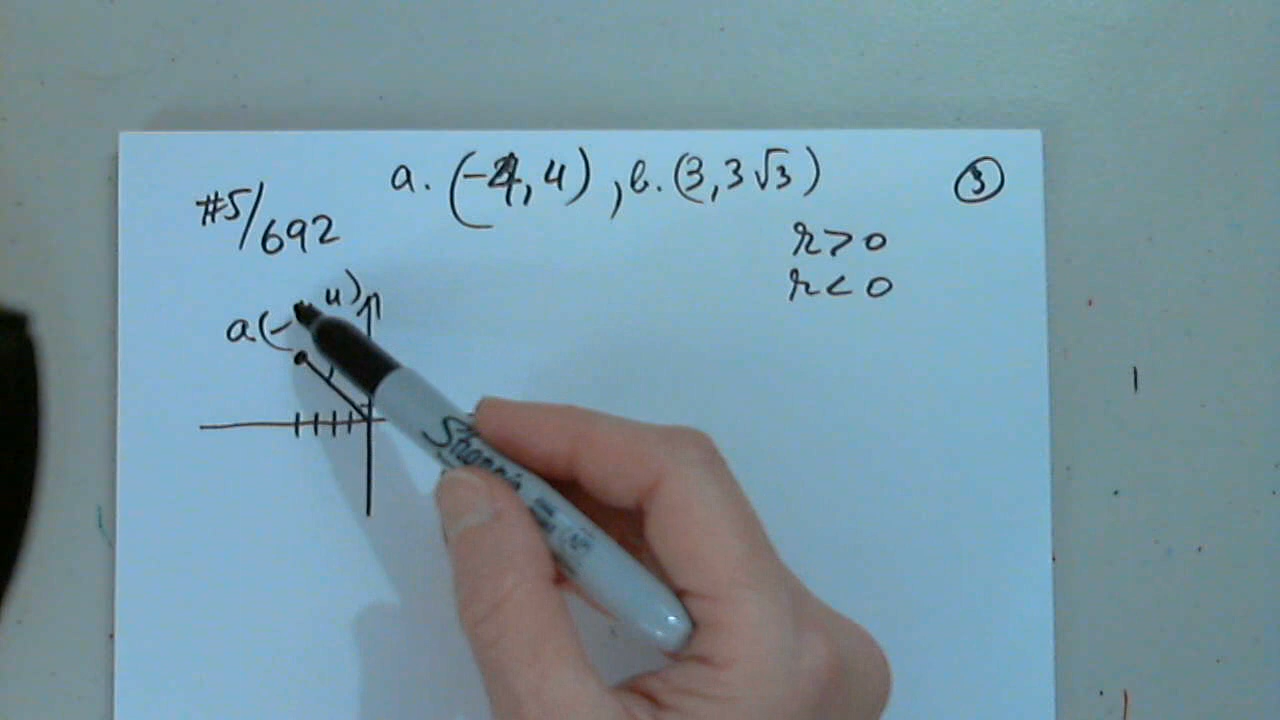 a. (-4, 4), b. (3, 3√3)
③
#5/692
r > 0
r < 0
a(- 4)
Sharpie